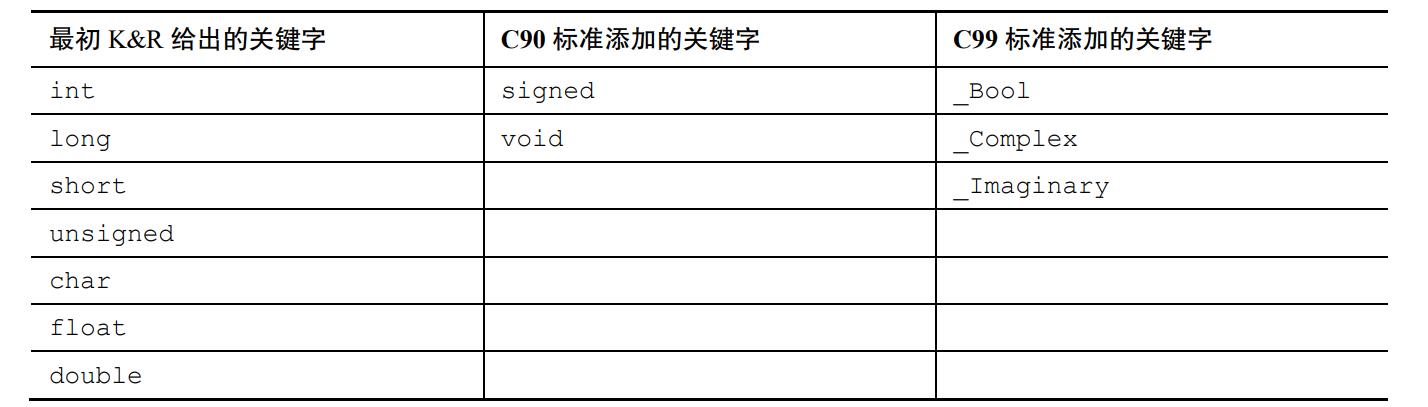 最初 K&R 给出的关键字 C90 标准添加的关键字 C99 标准添加的关键字
int signed _Bool
long void _Complex
short _Imaginary
unsigned
char
float
double